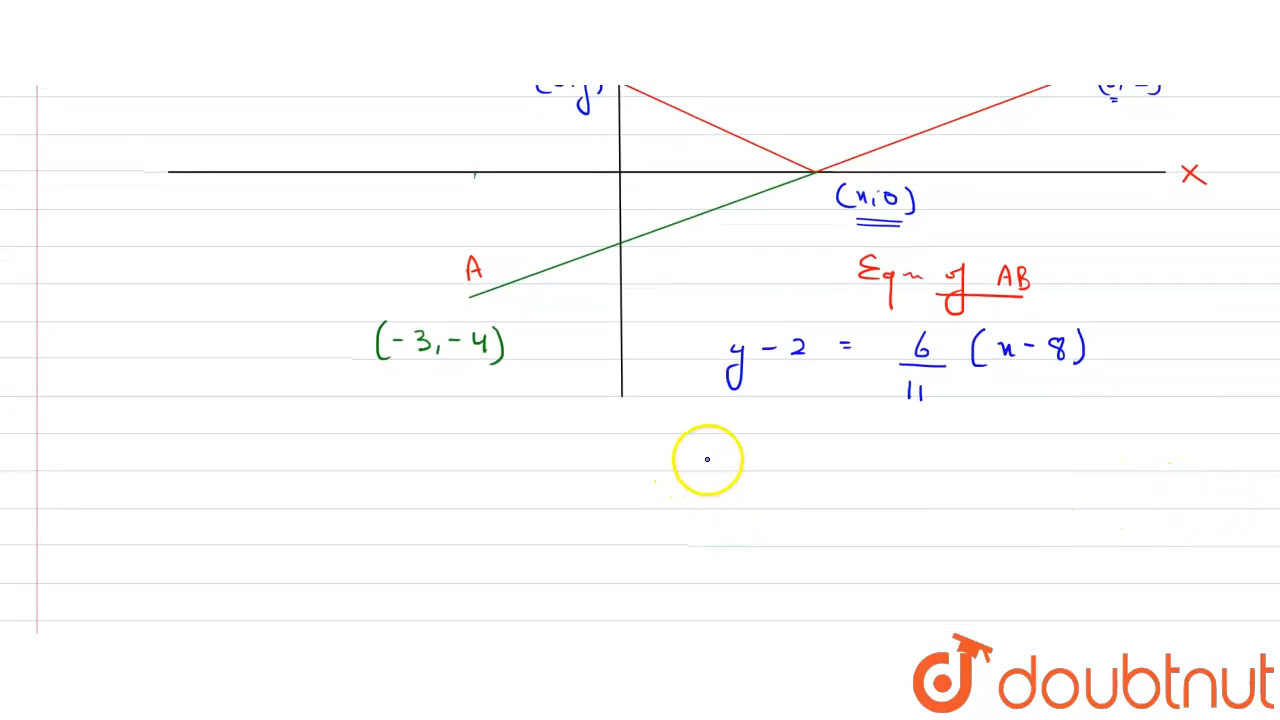 X
(x,0)
Eqn of AB
A
(-3,-4)
y - 2 = 6/11 (x - 8)
doubtnut